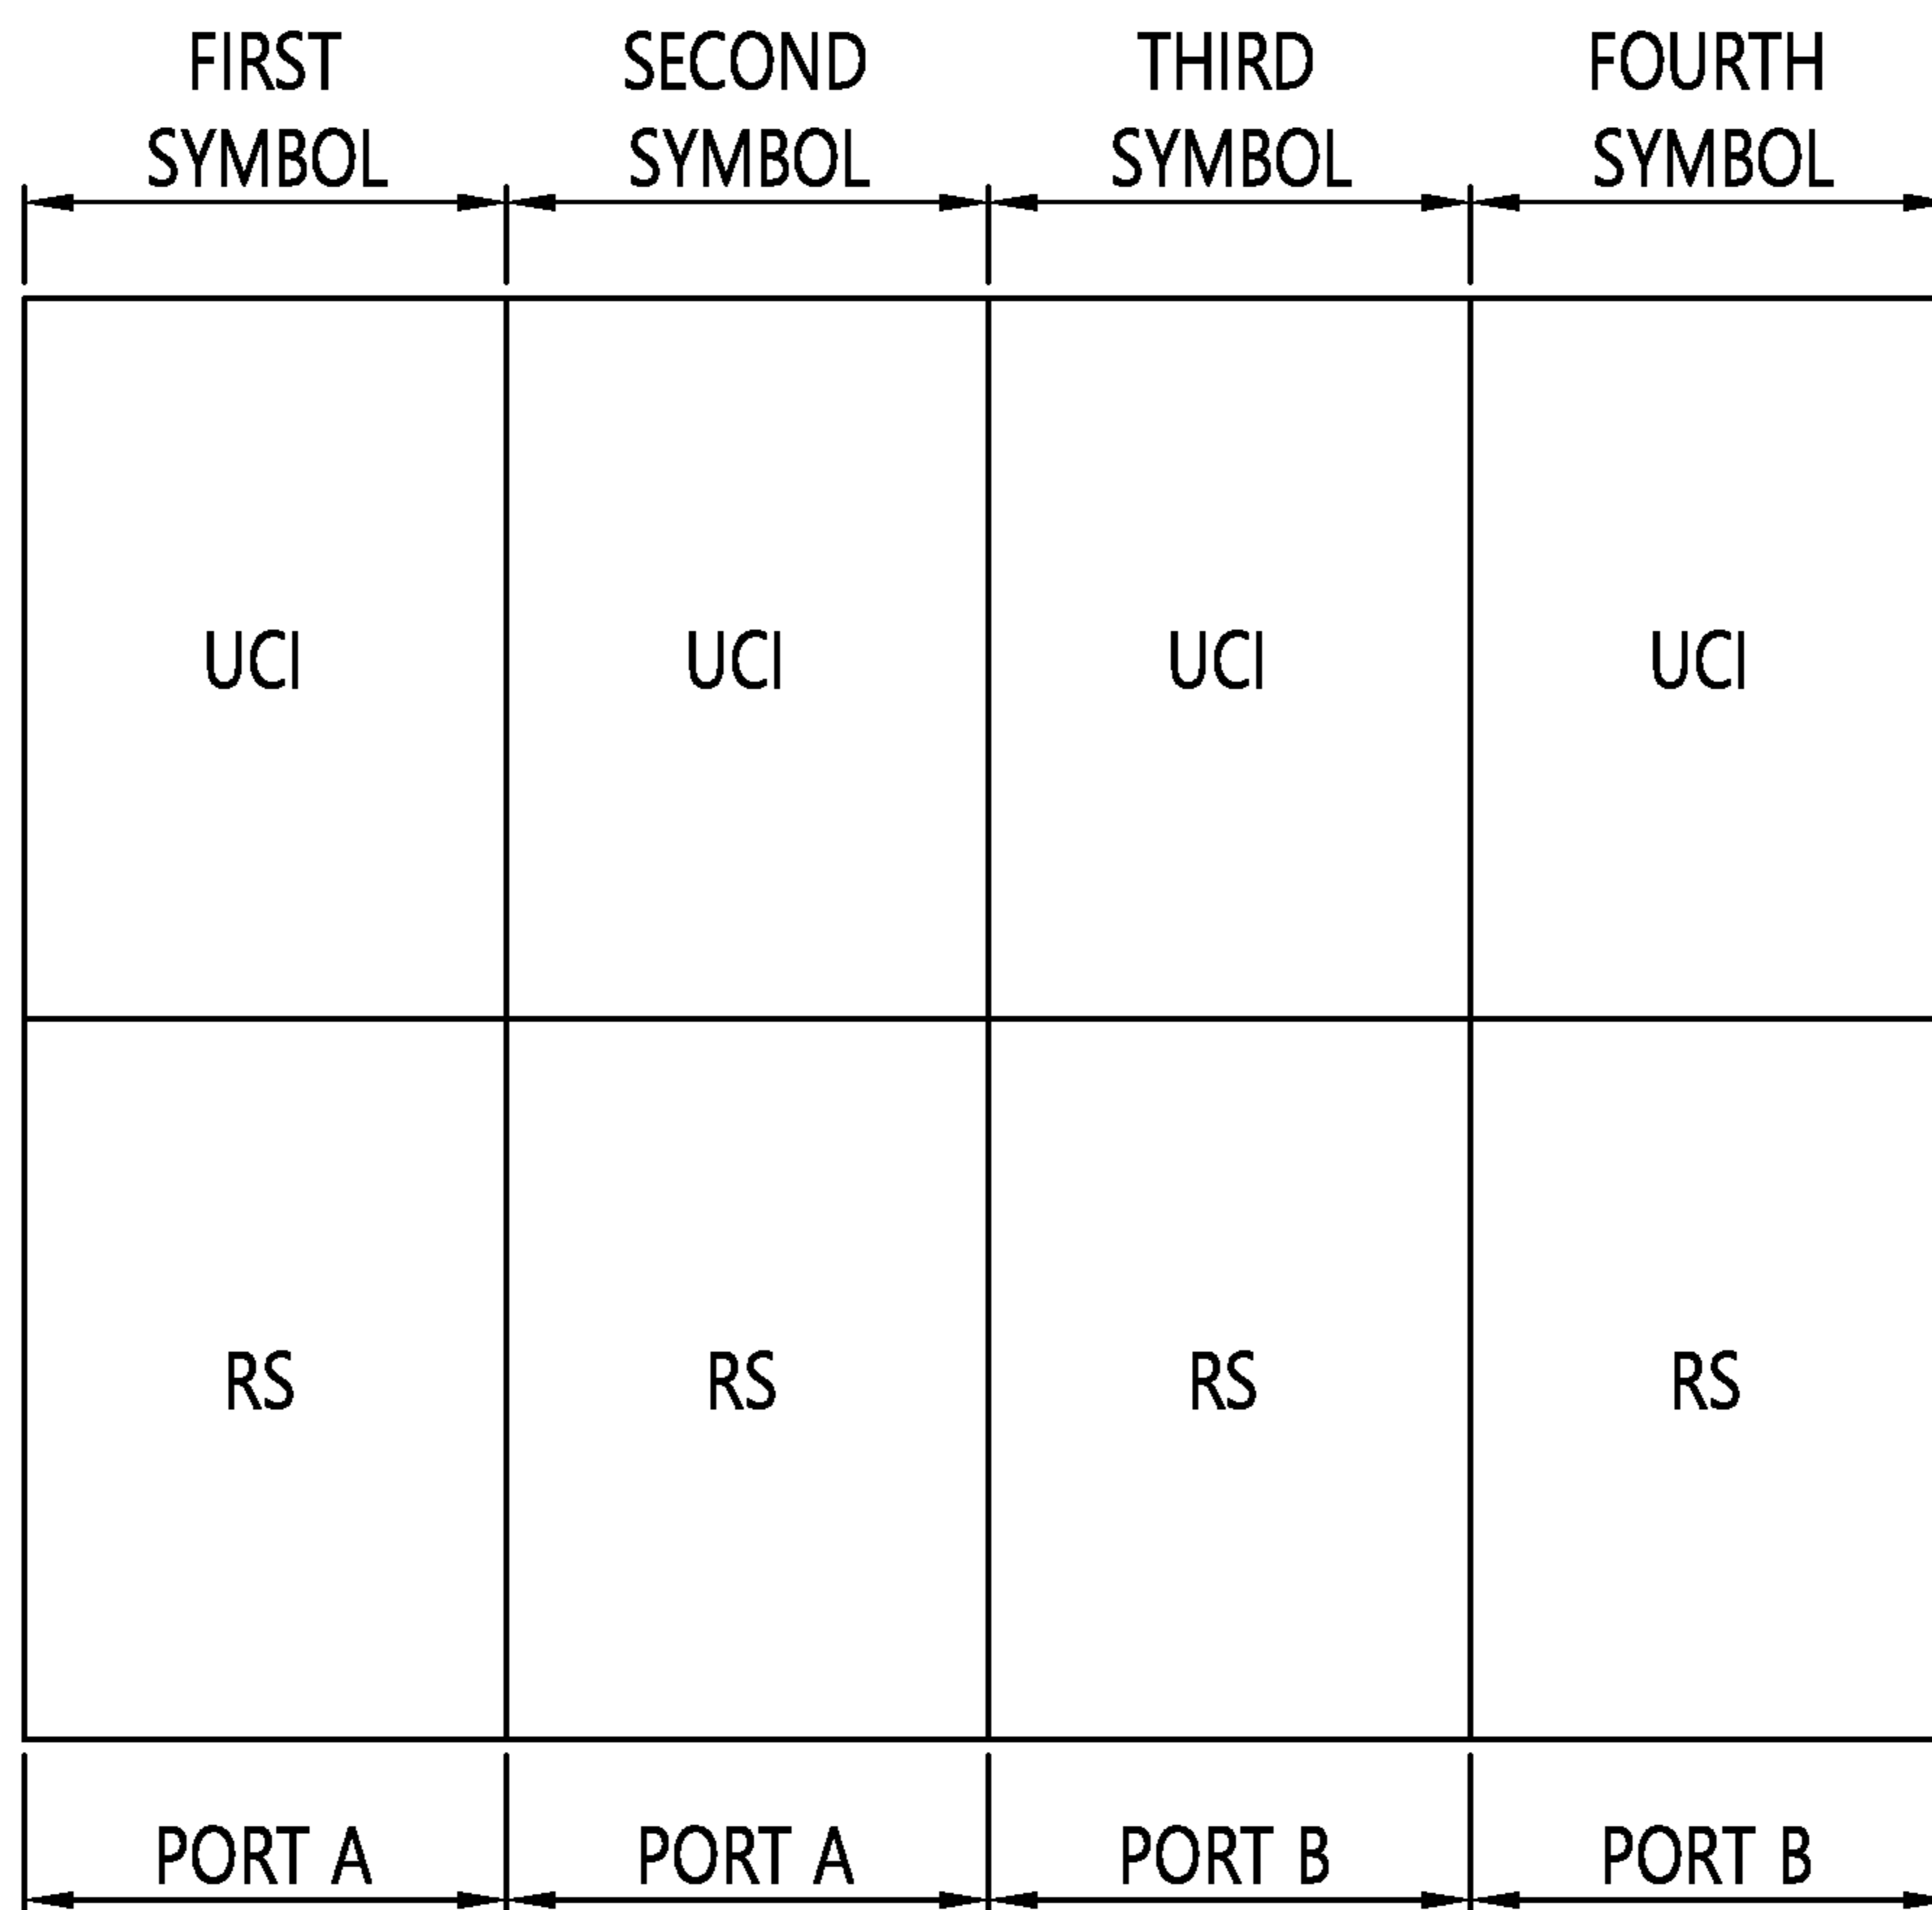 FIRST SECOND THIRD FOURTH
SYMBOL SYMBOL SYMBOL SYMBOL
UCI UCI UCI UCI
RS RS RS RS
PORT A PORT A PORT B PORT B